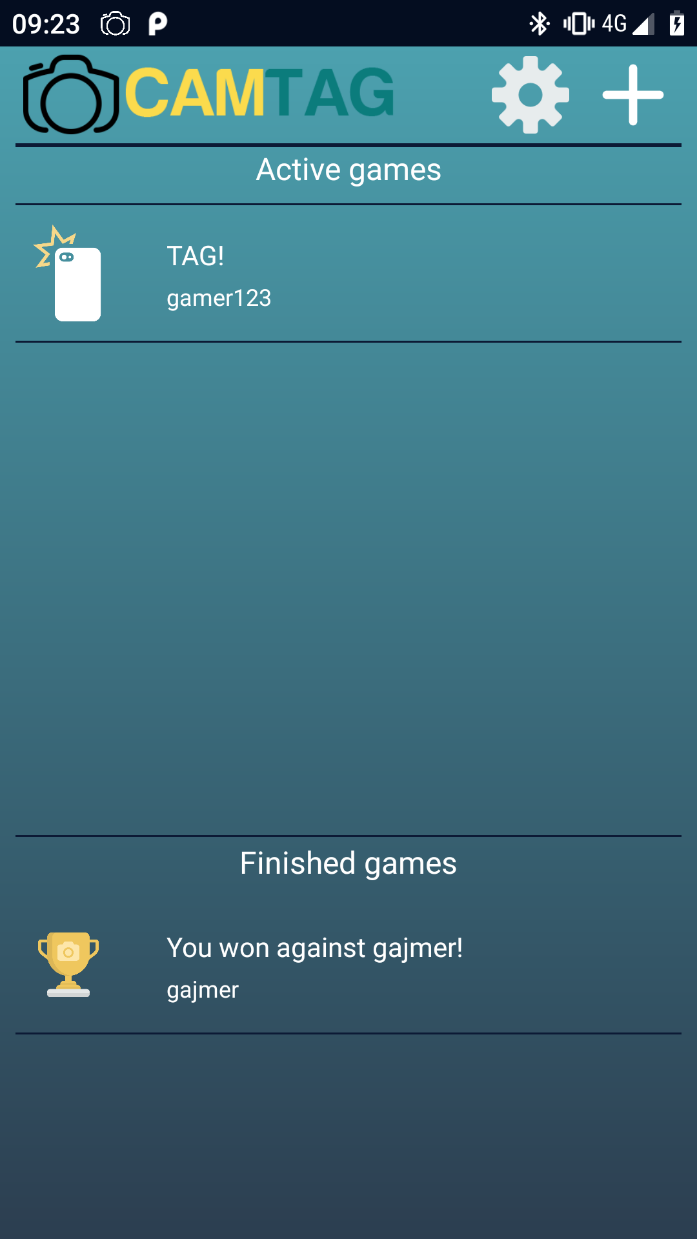 09:23 4G
CAMTAG
Active games
TAG!
gamer123
Finished games
You won against gajmer!
gajmer